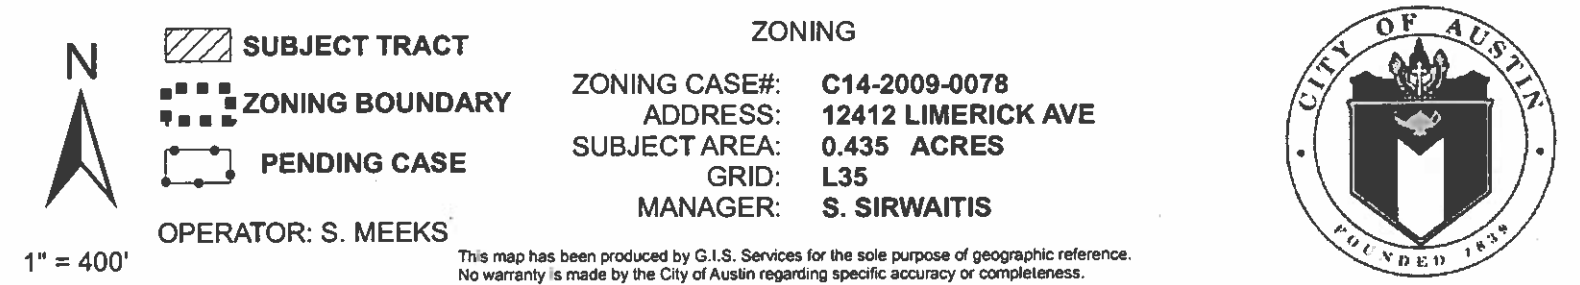 N
1" = 400'
SUBJECT TRACT
ZONING BOUNDARY
PENDING CASE
OPERATOR: S. MEEKS
ZONING
ZONING CASE#: C14-2009-0078
ADDRESS: 12412 LIMERICK AVE
SUBJECT AREA: 0.435 ACRES
GRID: L35
MANAGER: S. SIRWAITIS
This map has been produced by G.I.S. Services for the sole purpose of geographic reference.
No warranty is made by the City of Austin regarding specific accuracy or completeness.
CITY OF AUSTIN
FOUNDED 1839